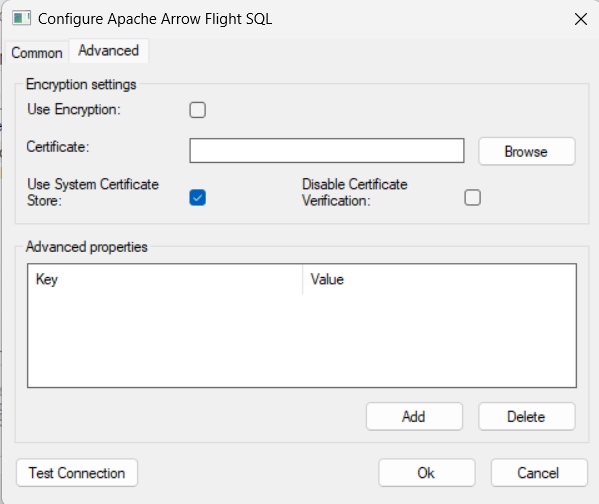 Configure Apache Arrow Flight SQL
Common
Advanced
Encryption settings
Use Encryption:
Certificate:
Browse
Use System Certificate
Store:
Disable Certificate
Verification:
Advanced properties
Key
Value
Add
Delete
Test Connection
Ok
Cancel